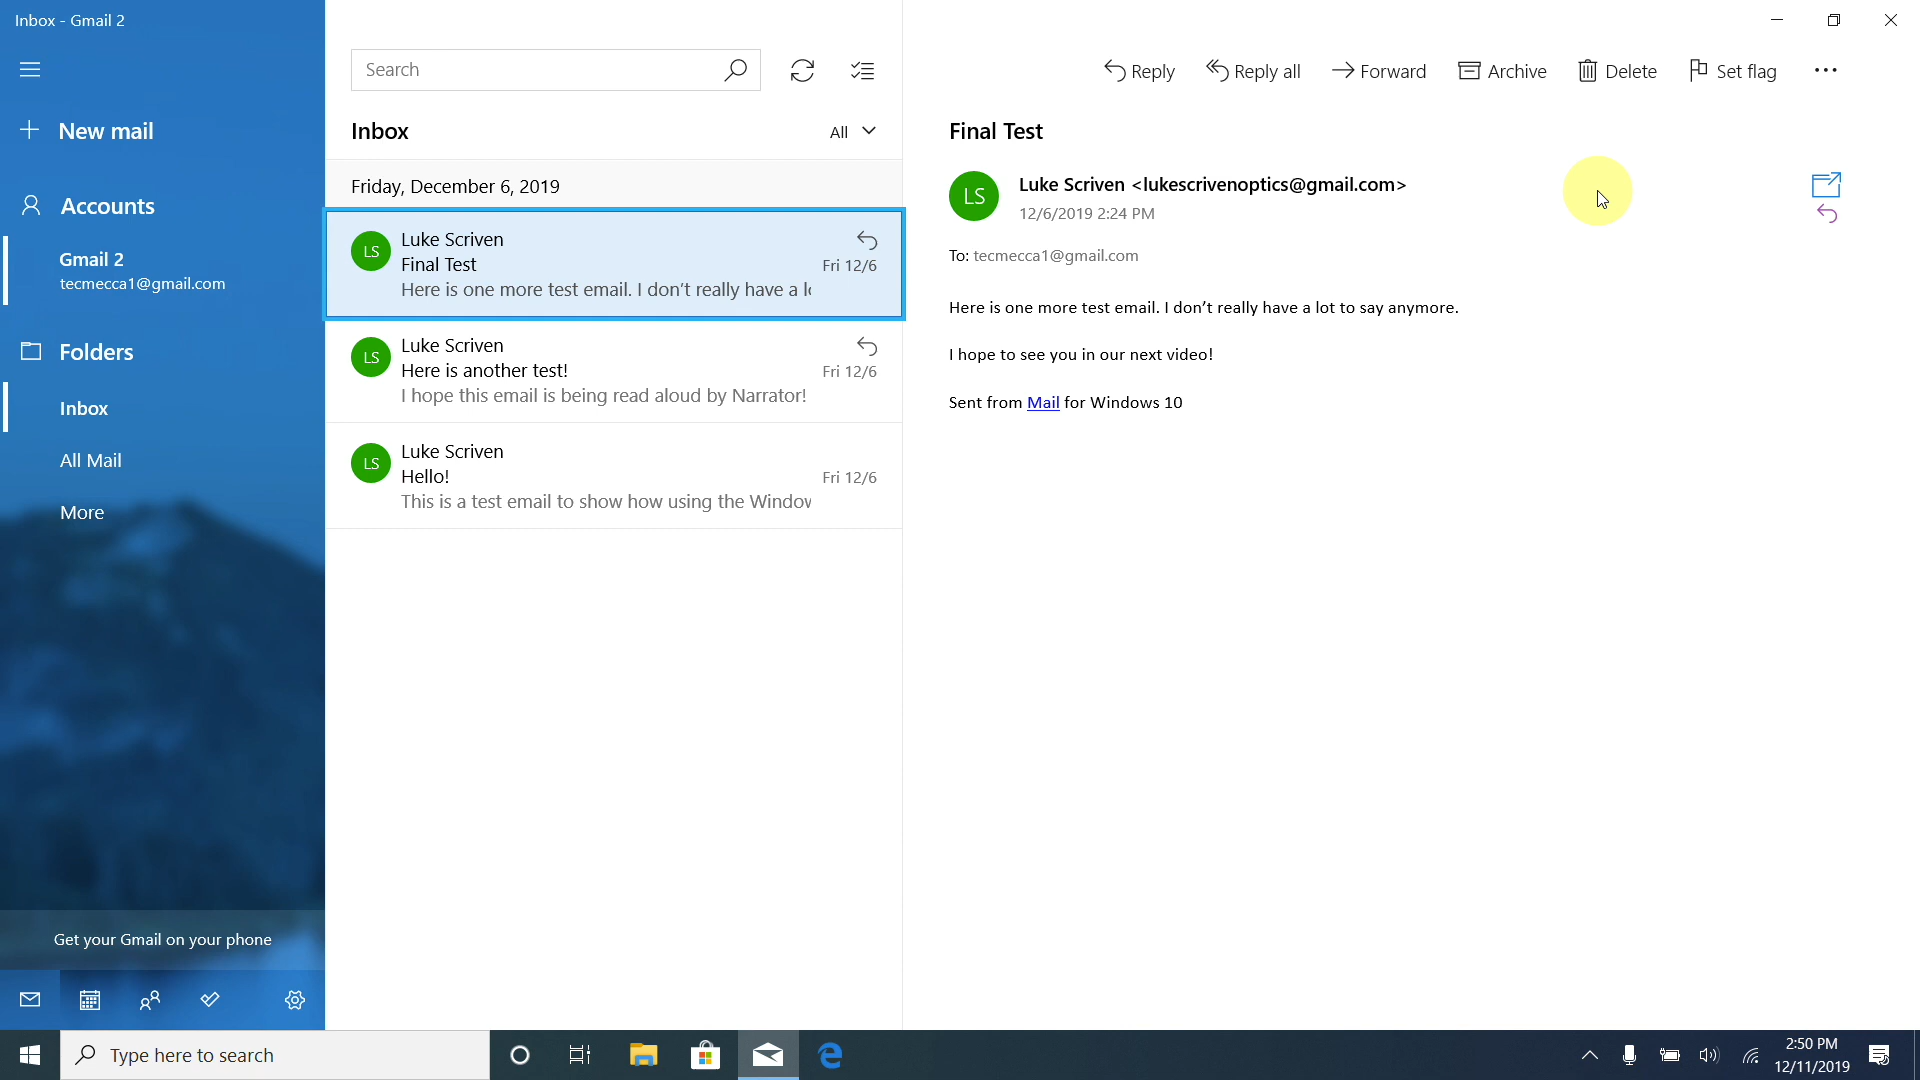 Inbox - Gmail 2
New mail
Accounts
Gmail 2
tecmecca1@gmail.com
Folders
Inbox
All Mail
More
Get your Gmail on your phone
Search
Inbox
All
Friday, December 6, 2019
LS
Luke Scriven
Final Test
Fri 12/6
Here is one more test email. I don't really have a l
LS
Luke Scriven
Here is another test!
Fri 12/6
I hope this email is being read aloud by Narrator!
LS
Luke Scriven
Hello!
Fri 12/6
This is a test email to show how using the Windov
Reply
Reply all
Forward
Archive
Delete
Set flag
Final Test
LS
Luke Scriven <lukescrivenoptics@gmail.com>
12/6/2019 2:24 PM
To: tecmecca1@gmail.com
Here is one more test email. I don't really have a lot to say anymore.
I hope to see you in our next video!
Sent from Mail for Windows 10
Type here to search
2:50 PM
12/11/2019